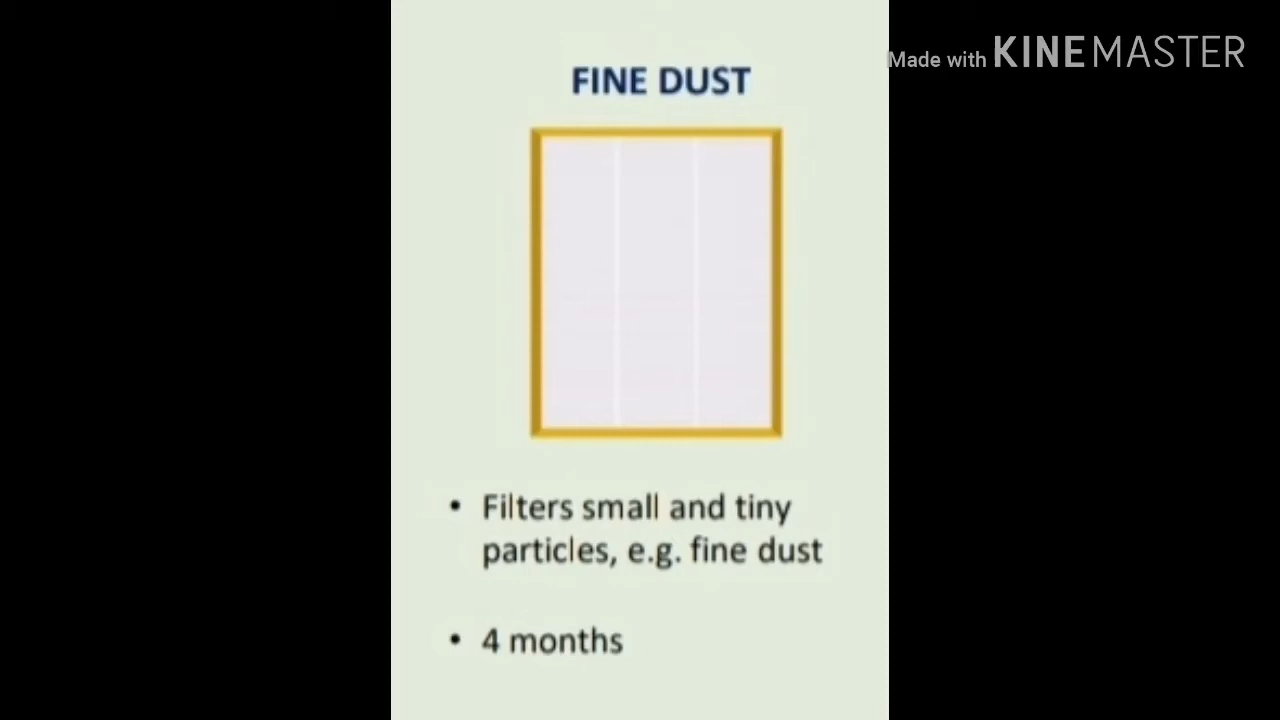 Made with KINEMASTER
FINE DUST
• Filters small and tiny
particles, e.g. fine dust
• 4 months